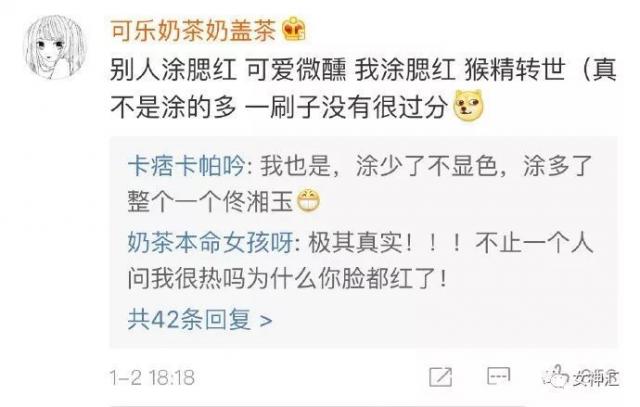 可乐奶茶奶盖茶
别人涂腮红 可爱微醺 我涂腮红 猴精转世（真
不是涂的多 一刷子没有很过分
卡痞卡帕吟: 我也是，涂少了不显色，涂多了
整个一个佟湘玉
奶茶本命女孩呀: 极其真实！！！不止一个人
问我很热吗为什么你脸都红了！
共42条回复 >
1-2 18:18
女神汇